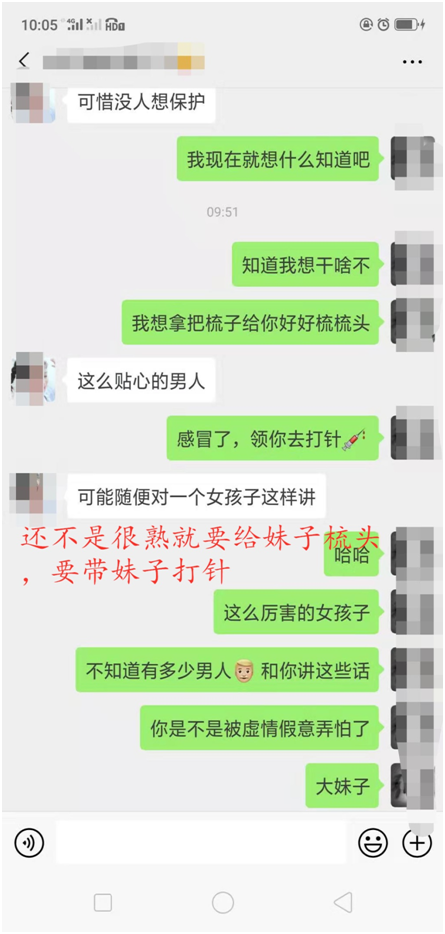 10:05
4G
HD
可惜没人想保护
我现在就想什么知道吧
09:51
知道我想干啥不
我想拿把梳子给你好好梳梳头
这么贴心的男人
感冒了，领你去打针
可能随便对一个女孩子这样讲
还不是很熟就要给妹子梳头
，要带妹子打针
哈哈
这么厉害的女孩子
不知道有多少男人 和你讲这些话
你是不是被虚情假意弄怕了
大妹子